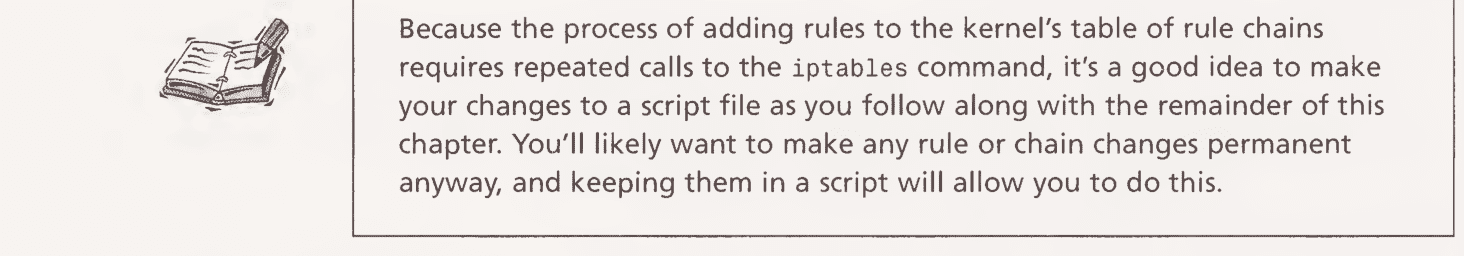 Because the process of adding rules to the kernel’s table of rule chains
requires repeated calls to the iptables command, it’s a good idea to make
your changes to a script file as you follow along with the remainder of this
chapter. You’ll likely want to make any rule or chain changes permanent
anyway, and keeping them in a script will allow you to do this.